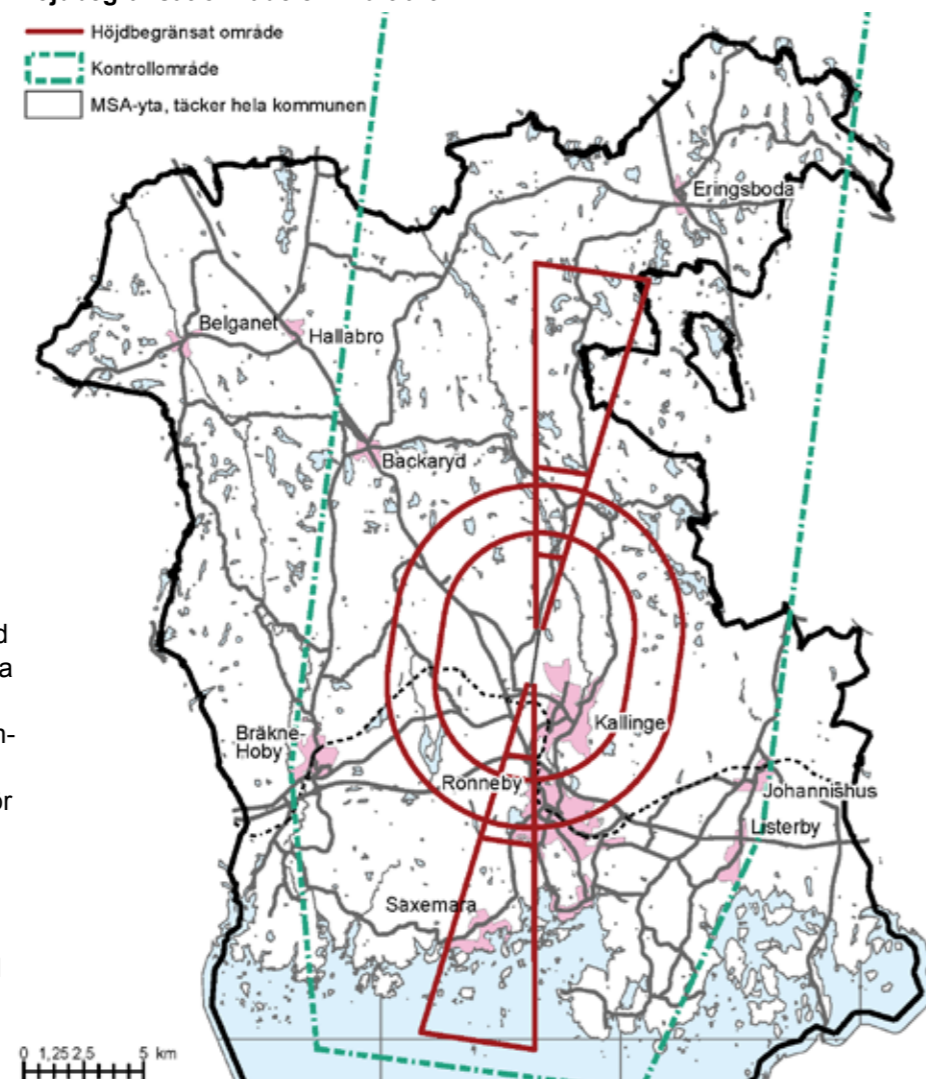 Höjdbegränsat område
Kontrollområde
MSA-yta, täcker hela kommunen
Eringsboda
Belganet
Hallabro
Backaryd
d
a
n-
or
Bräkne-
Hoby
Kallinge
Ronneby
Johannishus
Listerby
Saxemara
0 1,25 2,5 5 km